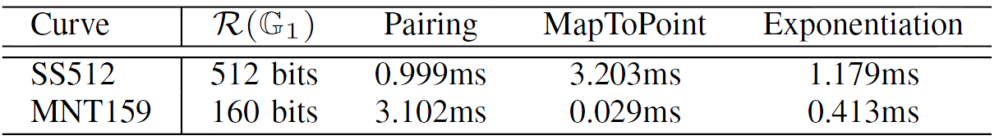 Curve ℛ(𝔾₁) Pairing MapToPoint Exponentiation
SS512 512 bits 0.999ms 3.203ms 1.179ms
MNT159 160 bits 3.102ms 0.029ms 0.413ms